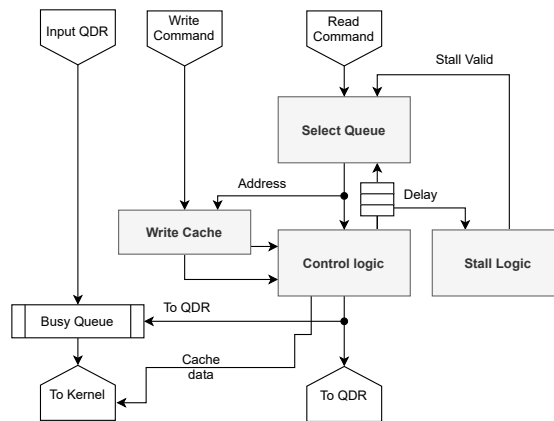 Input QDR
Write
Command
Read
Command
Stall Valid
Select Queue
Address
Delay
Write Cache
Control logic
Stall Logic
To QDR
Busy Queue
Cache
data
To Kernel
To QDR